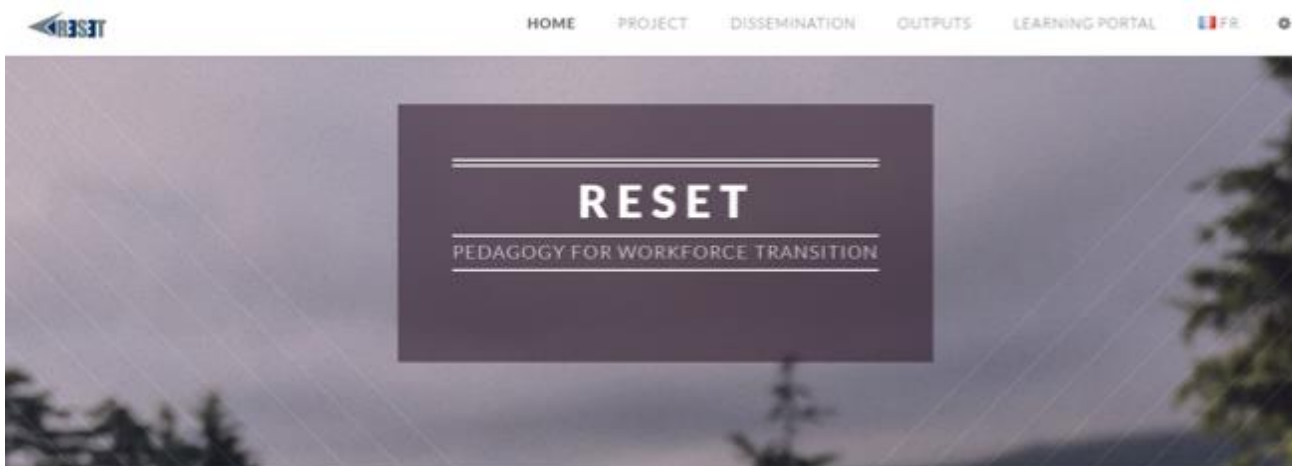 RESET
HOME PROJECT DISSEMINATION OUTPUTS LEARNING PORTAL FR
RESET
PEDAGOGY FOR WORKFORCE TRANSITION